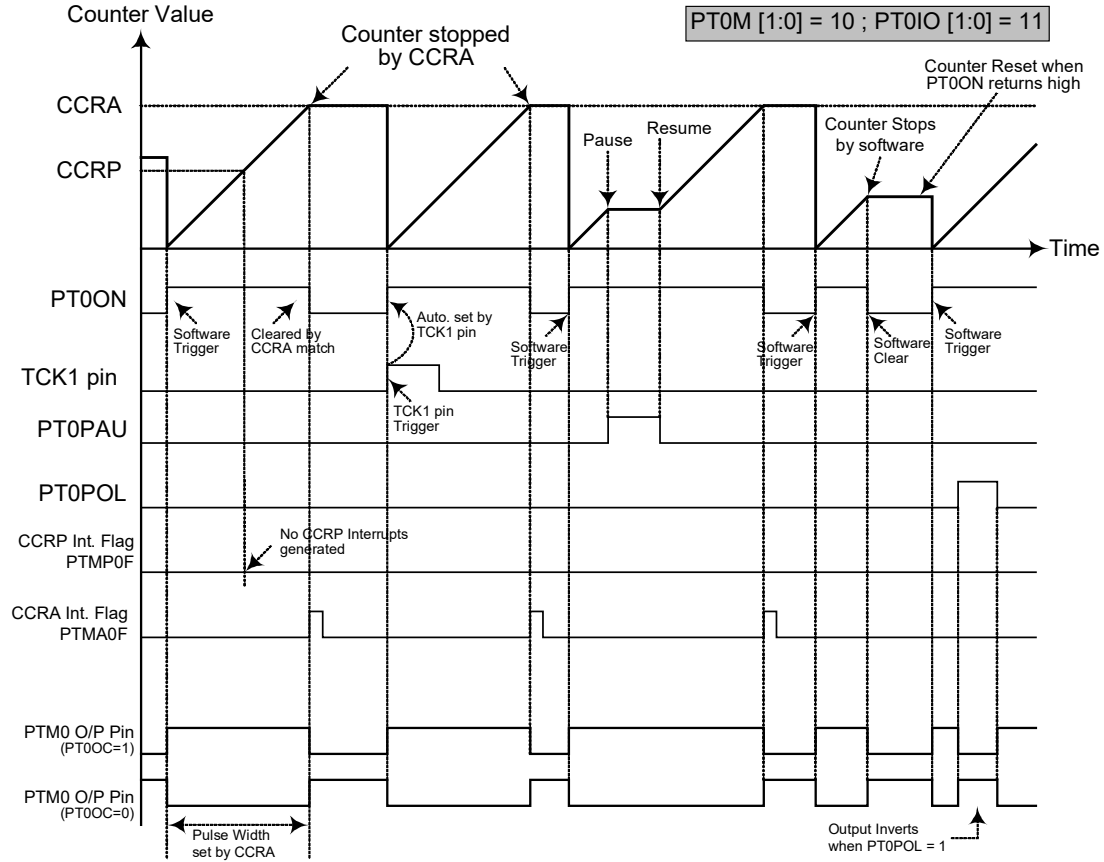 Counter Value
PT0M [1:0] = 10 ; PT0IO [1:0] = 11
Counter stopped
by CCRA
Counter Reset when
PT0ON returns high
CCRA
Pause
Resume
Counter Stops
by software
CCRP
Time
PT0ON
Software
Trigger
Cleared by
CCRA match
Auto. set by
TCK1 pin
Software
Trigger
Software
Trigger
Software
Clear
Software
Trigger
TCK1 pin
TCK1 pin
Trigger
PT0PAU
PT0POL
No CCRP Interrupts
generated
CCRP Int. Flag
PTMP0F
CCRA Int. Flag
PTMA0F
PTM0 O/P Pin
(PT0OC=1)
PTM0 O/P Pin
(PT0OC=0)
Pulse Width
set by CCRA
Output Inverts
when PT0POL = 1